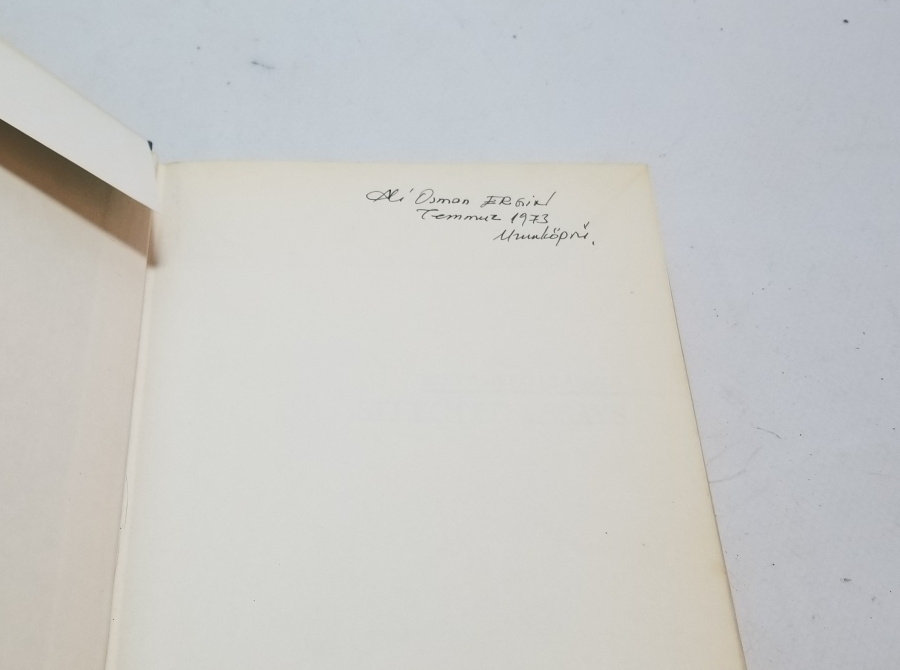 Ali Osman ERGİN
Temmuz 1973
Uzunköprü.